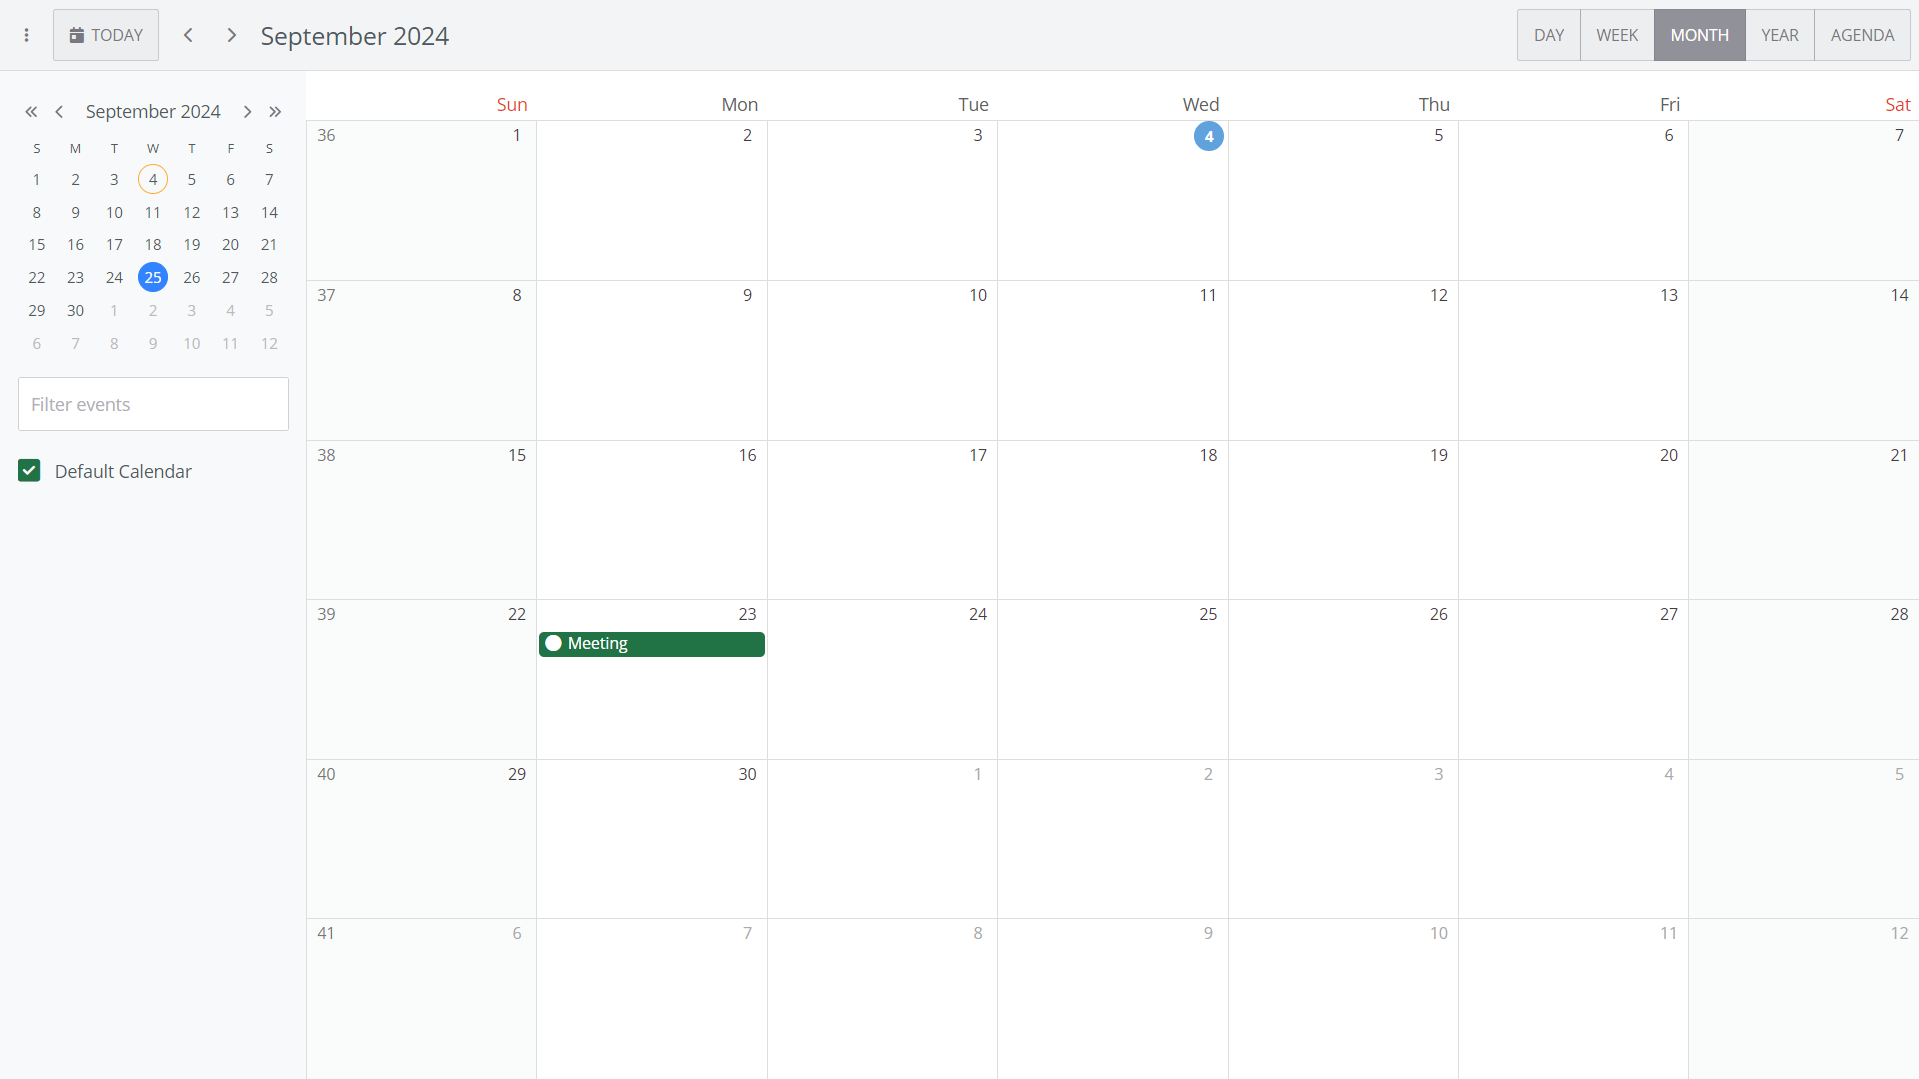 TODAY September 2024 DAY WEEK MONTH YEAR AGENDA
September 2024
S M T W T F S
1 2 3 4 5 6 7
8 9 10 11 12 13 14
15 16 17 18 19 20 21
22 23 24 25 26 27 28
29 30 1 2 3 4 5
6 7 8 9 10 11 12
Filter events
Default Calendar
Sun Mon Tue Wed Thu Fri Sat
36 1 2 3 4 5 6 7
37 8 9 10 11 12 13 14
38 15 16 17 18 19 20 21
39 22 23 24 25 26 27 28
Meeting
40 29 30 1 2 3 4 5
41 6 7 8 9 10 11 12